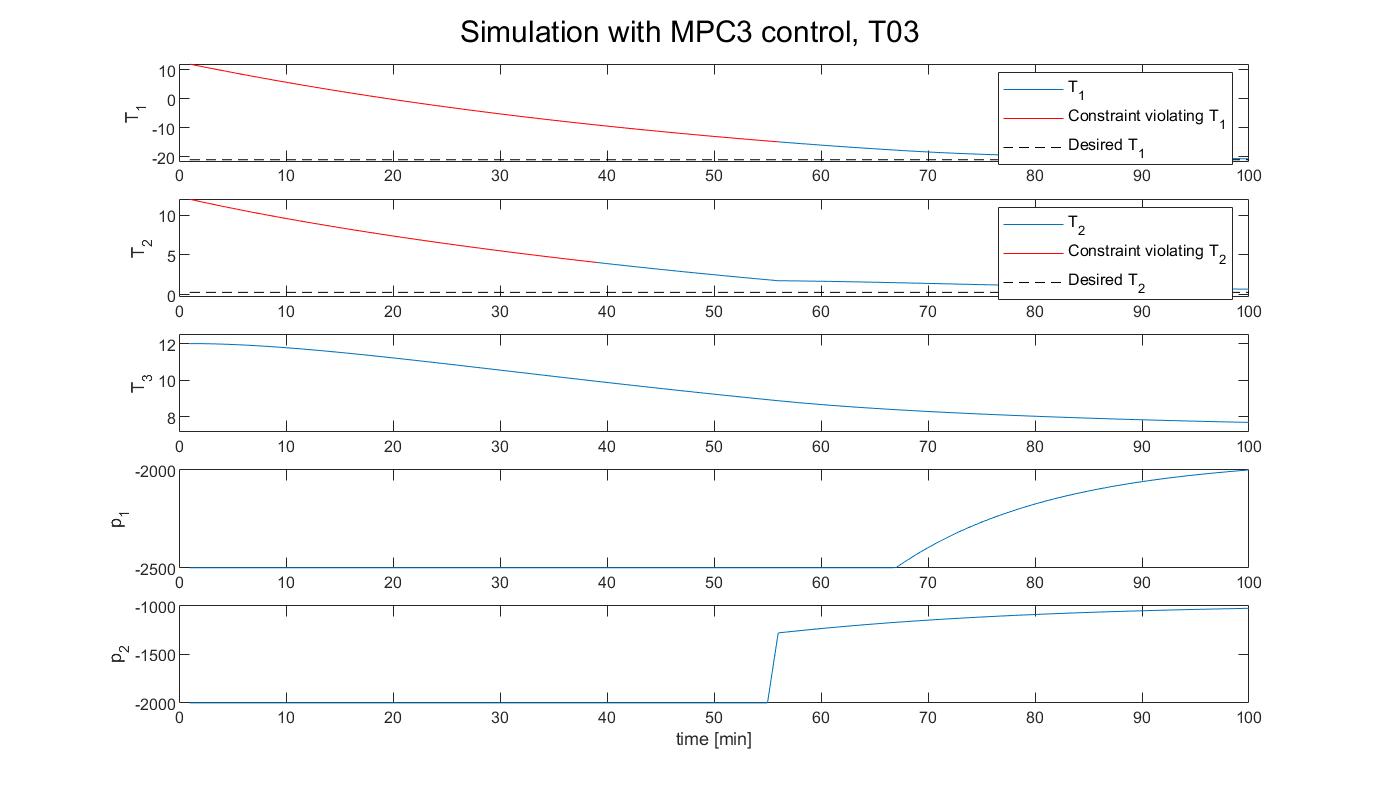 Simulation with MPC3 control, T03
10
0
-10
-20
T1
T1
Constraint violating T1
Desired T1
0 10 20 30 40 50 60 70 80 90 100
10
5
0
T2
T2
Constraint violating T2
Desired T2
0 10 20 30 40 50 60 70 80 90 100
12
10
8
T3
0 10 20 30 40 50 60 70 80 90 100
-2000
-2500
p1
0 10 20 30 40 50 60 70 80 90 100
-1000
-1500
-2000
p2
0 10 20 30 40 50 60 70 80 90 100
time [min]